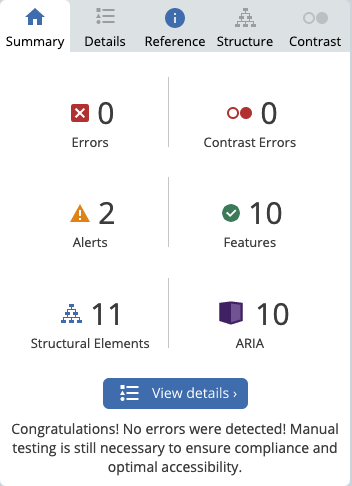 Summary Details Reference Structure Contrast
0 0
Errors Contrast Errors
2 10
Alerts Features
11 10
Structural Elements ARIA
View details ›
Congratulations! No errors were detected! Manual
testing is still necessary to ensure compliance and
optimal accessibility.